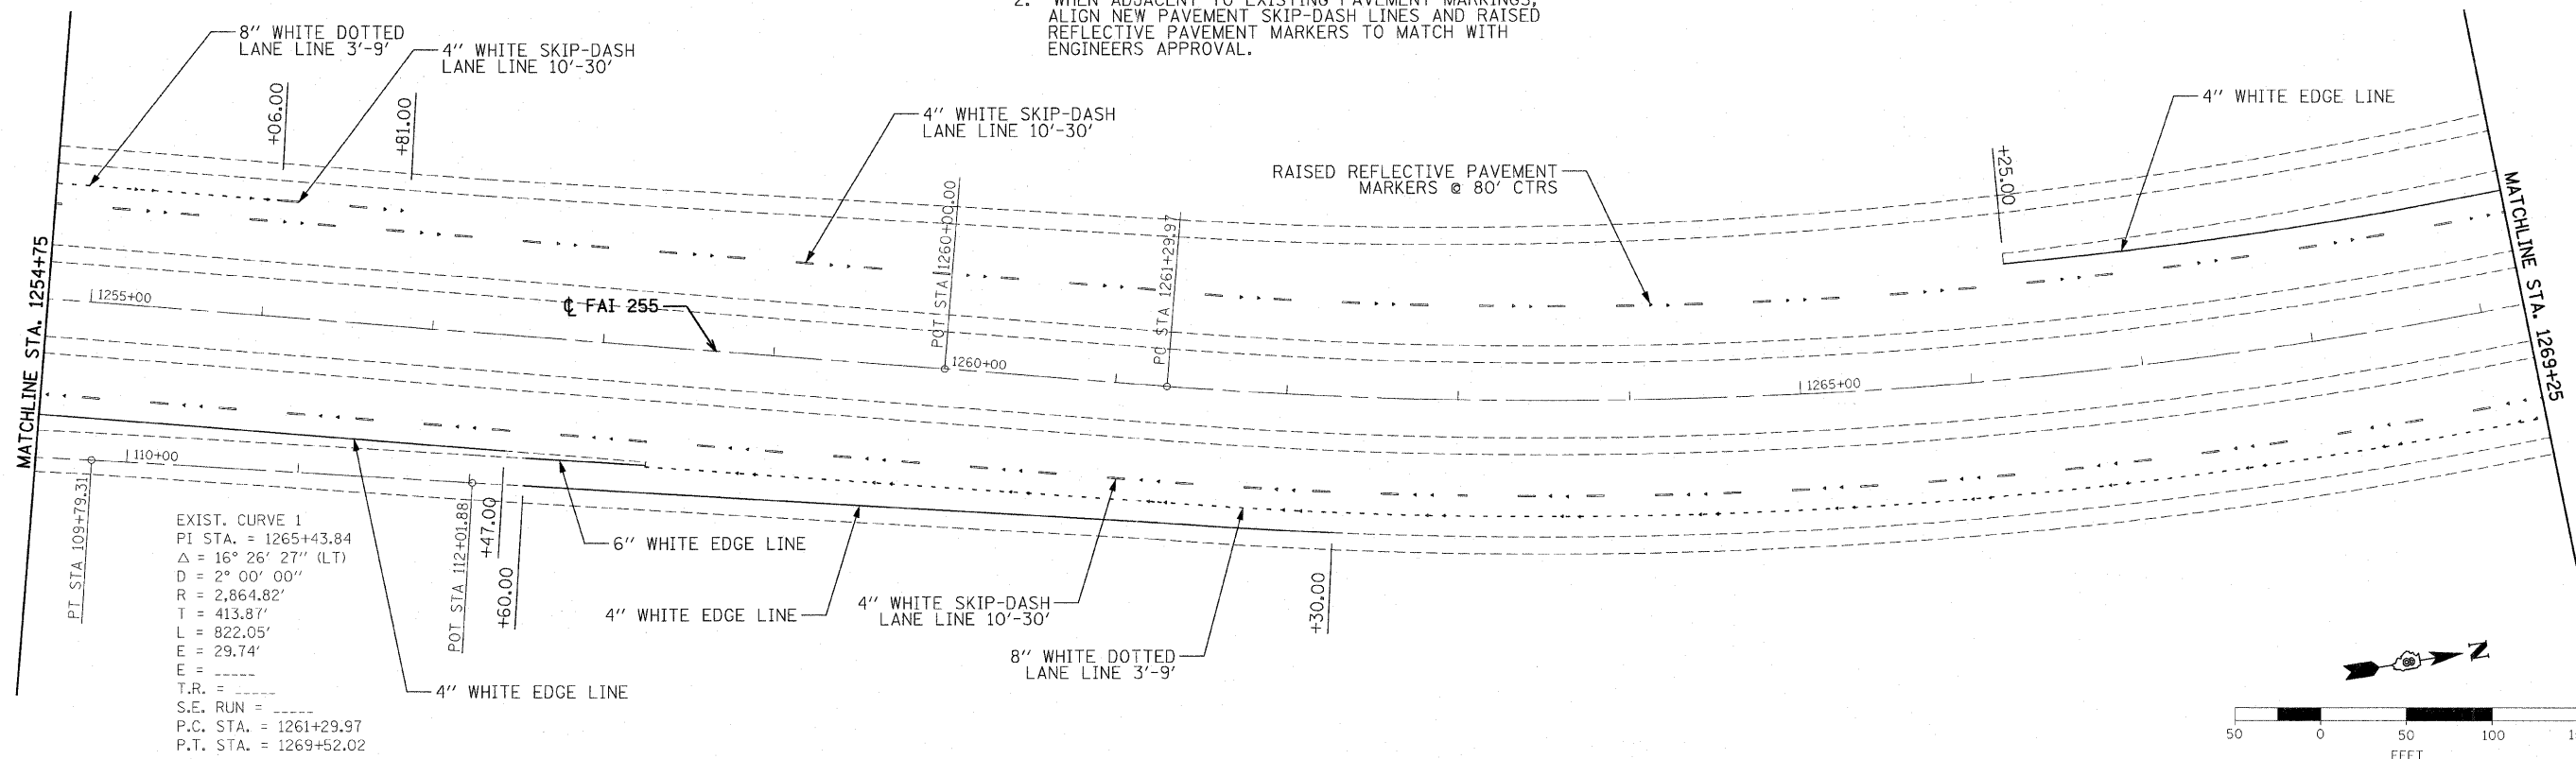 2. WHEN ADJACENT TO EXISTING PAVEMENT MARKINGS,
ALIGN NEW PAVEMENT SKIP-DASH LINES AND RAISED
REFLECTIVE PAVEMENT MARKERS TO MATCH WITH
ENGINEERS APPROVAL.
8" WHITE DOTTED
LANE LINE 3'-9'
4" WHITE SKIP-DASH
LANE LINE 10'-30'
+06.00
+81.00
4" WHITE SKIP-DASH
LANE LINE 10'-30'
RAISED REFLECTIVE PAVEMENT
MARKERS @ 80' CTRS
4" WHITE EDGE LINE
+25.00
MATCHLINE STA. 1254+75
MATCHLINE STA. 1269+25
1255+00
℄ FAI 255
POT STA 1260+00.00
PC STA 1261+29.97
1260+00
1265+00
110+00
PT STA 109+79.31
POT STA 112+01.88
+47.00
+60.00
+30.00
6" WHITE EDGE LINE
4" WHITE EDGE LINE
4" WHITE SKIP-DASH
LANE LINE 10'-30'
8" WHITE DOTTED
LANE LINE 3'-9'
4" WHITE EDGE LINE
EXIST. CURVE 1
PI STA. = 1265+43.84
Δ = 16° 26' 27" (LT)
D = 2° 00' 00"
R = 2,864.82'
T = 413.87'
L = 822.05'
E = 29.74'
E = _____
T.R. = _____
S.E. RUN = _____
P.C. STA. = 1261+29.97
P.T. STA. = 1269+52.02
N
50 0 50 100
FEET